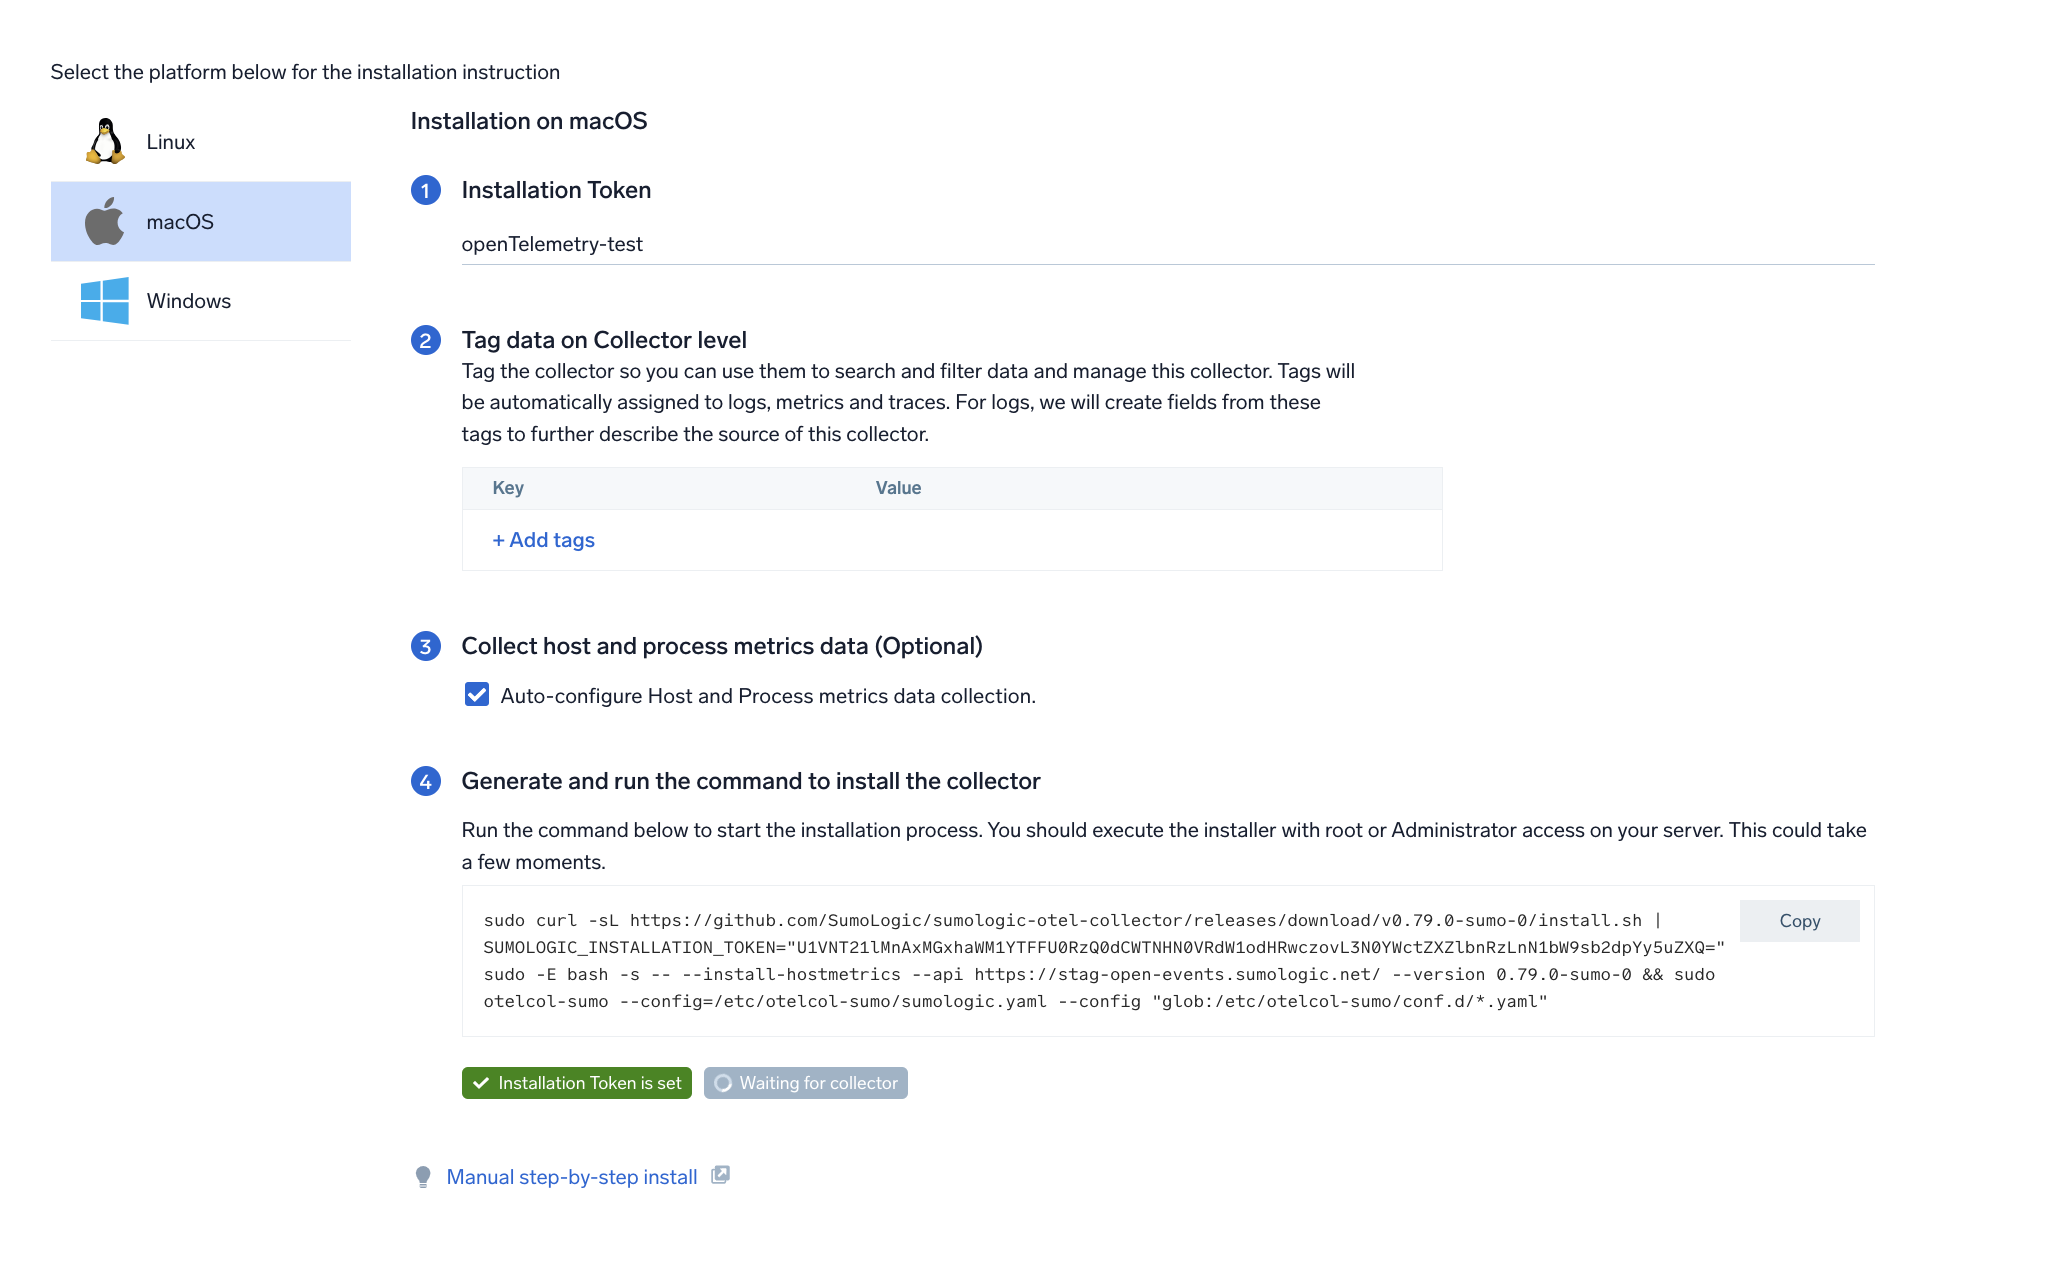 Select the platform below for the installation instruction
Linux
macOS
Windows
Installation on macOS
1 Installation Token
openTelemetry-test
2 Tag data on Collector level
Tag the collector so you can use them to search and filter data and manage this collector. Tags will
be automatically assigned to logs, metrics and traces. For logs, we will create fields from these
tags to further describe the source of this collector.
Key Value
+ Add tags
3 Collect host and process metrics data (Optional)
Auto-configure Host and Process metrics data collection.
4 Generate and run the command to install the collector
Run the command below to start the installation process. You should execute the installer with root or Administrator access on your server. This could take
a few moments.
sudo curl -sL https://github.com/SumoLogic/sumologic-otel-collector/releases/download/v0.79.0-sumo-0/install.sh |
SUMOLOGIC_INSTALLATION_TOKEN="U1VNT21lMnAxMGxhaWM1YTFFU0RzQ0dCWTNHN0VRdW1odHRwczovL3N0YWctZXZlbnRzLnN1bW9sb2dpYy5uZXQ="
sudo -E bash -s -- --install-hostmetrics --api https://stag-open-events.sumologic.net/ --version 0.79.0-sumo-0 && sudo
otelcol-sumo --config=/etc/otelcol-sumo/sumologic.yaml --config "glob:/etc/otelcol-sumo/conf.d/*.yaml"
Copy
Installation Token is set
Waiting for collector
Manual step-by-step install